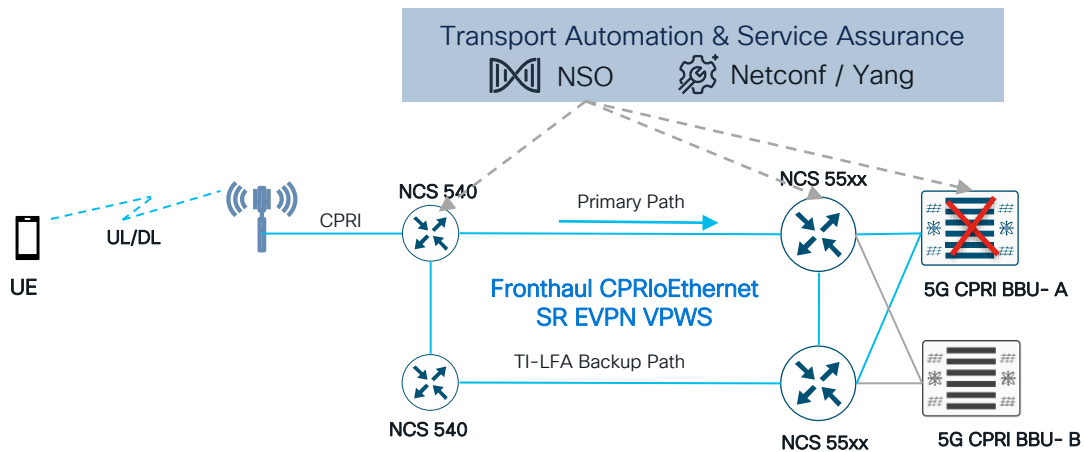 Transport Automation & Service Assurance
NSO
Netconf / Yang
NCS 540
NCS 55xx
Primary Path
CPRI
UL/DL
UE
Fronthaul CPRIoEthernet
SR EVPN VPWS
5G CPRI BBU- A
TI-LFA Backup Path
NCS 540
NCS 55xx
5G CPRI BBU- B